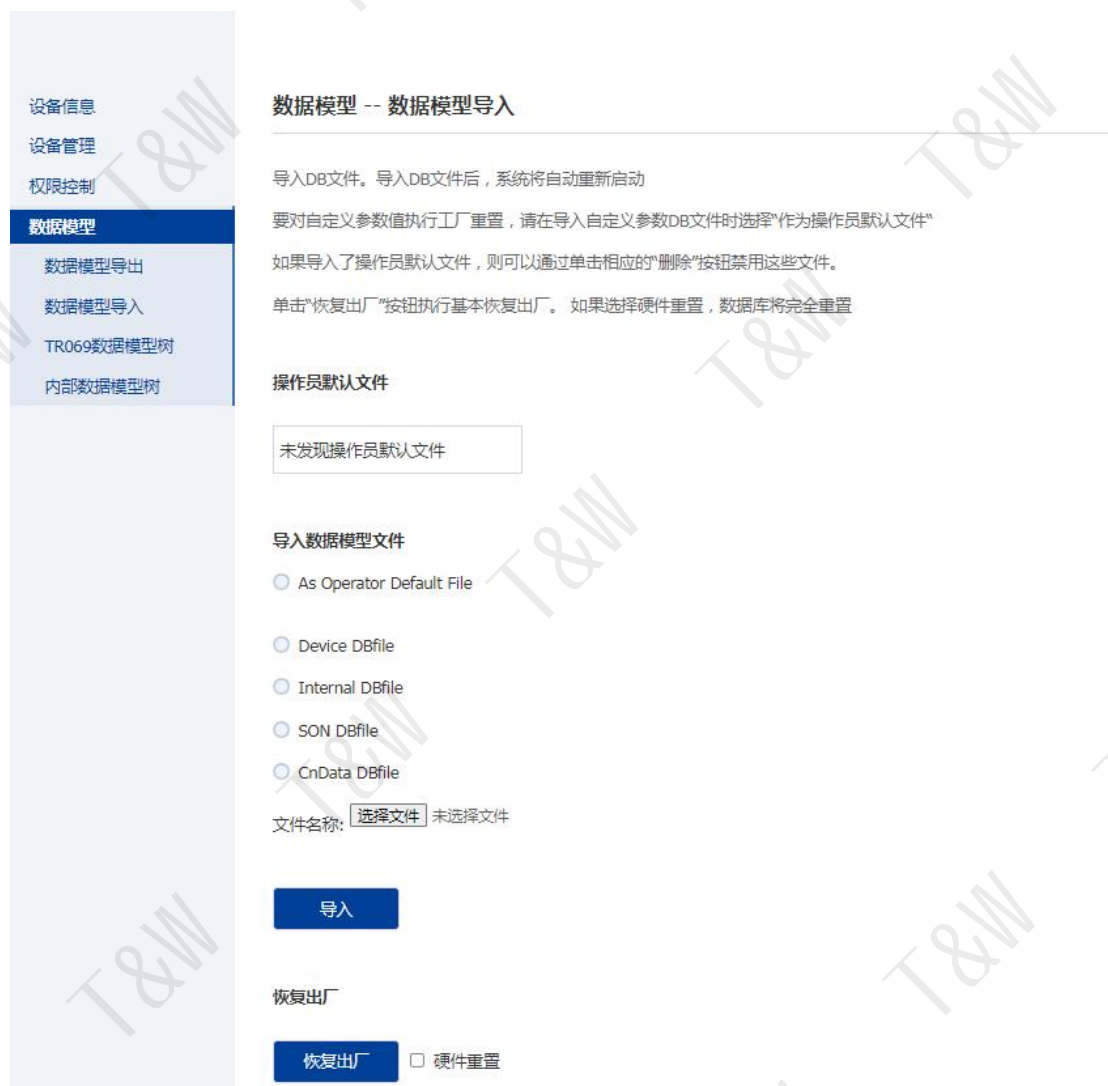 设备信息
设备管理
权限控制
数据模型
数据模型导出
数据模型导入
TR069数据模型树
内部数据模型树
数据模型 -- 数据模型导入
导入DB文件。导入DB文件后，系统将自动重新启动
要对自定义参数值执行工厂重置，请在导入自定义参数DB文件时选择"作为操作员默认文件"
如果导入了操作员默认文件，则可以通过单击相应的"删除"按钮禁用这些文件。
单击"恢复出厂"按钮执行基本恢复出厂。 如果选择硬件重置，数据库将完全重置
操作员默认文件
未发现操作员默认文件
导入数据模型文件
As Operator Default File
Device DBfile
Internal DBfile
SON DBfile
CnData DBfile
文件名称: 选择文件 未选择文件
导入
恢复出厂
恢复出厂 硬件重置
T&W
T&W
T&W
T&W
T&W
T&W
T&W